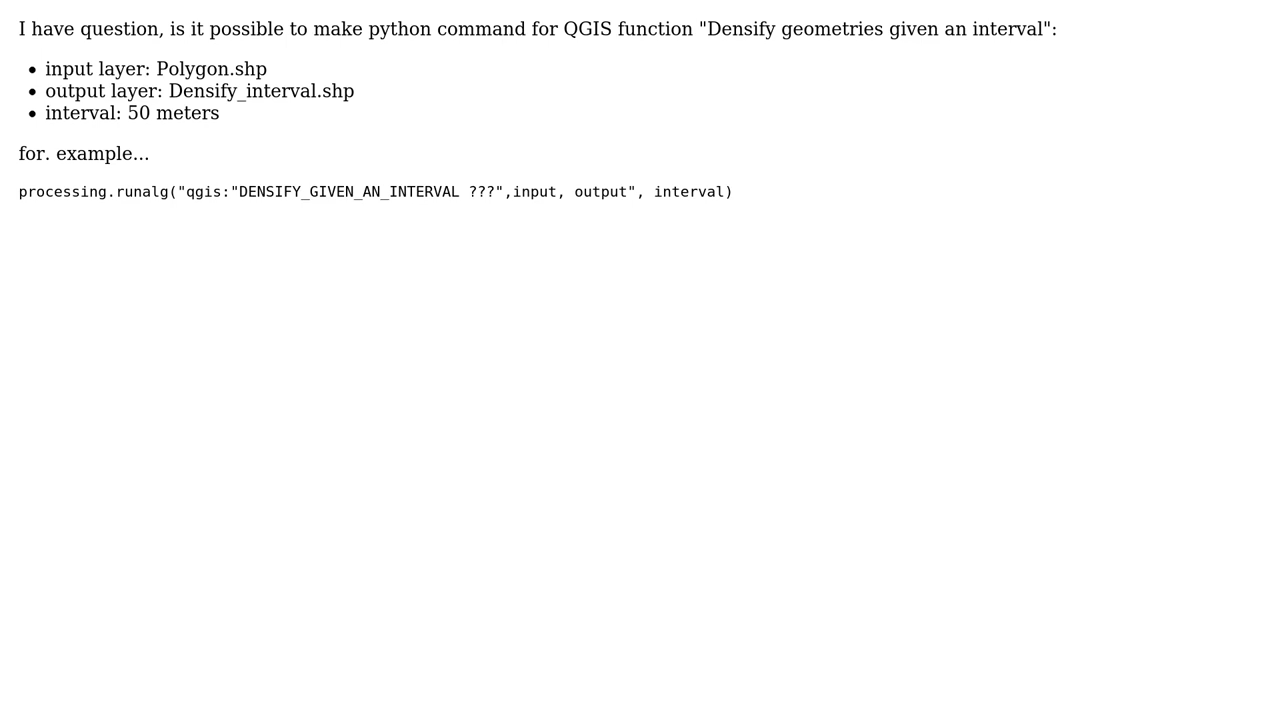 I have question, is it possible to make python command for QGIS function "Densify geometries given an interval":
• input layer: Polygon.shp
• output layer: Densify_interval.shp
• interval: 50 meters
for. example...
processing.runalg("qgis:"DENSIFY_GIVEN_AN_INTERVAL ???",input, output", interval)